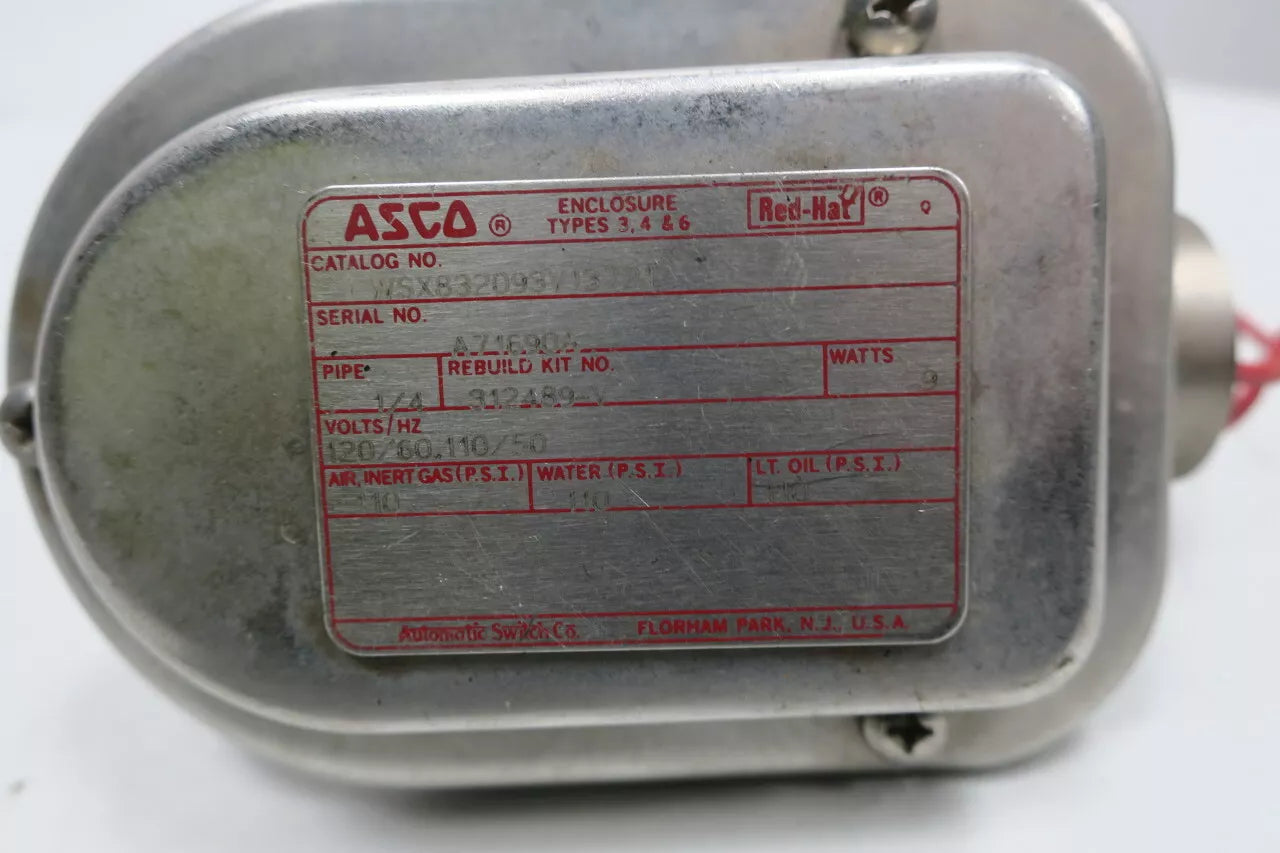 ASCO ® ENCLOSURE TYPES 3, 4 & 6 Red-Hat ®
CATALOG NO.
SERIAL NO.
PIPE REBUILD KIT NO. WATTS
1/4 312489-V 9
VOLTS/HZ
120/60,110/50
AIR, INERT GAS (P.S.I.) WATER (P.S.I.) LT. OIL (P.S.I.)
110 110 110
Automatic Switch Co. FLORHAM PARK, N.J., U.S.A.